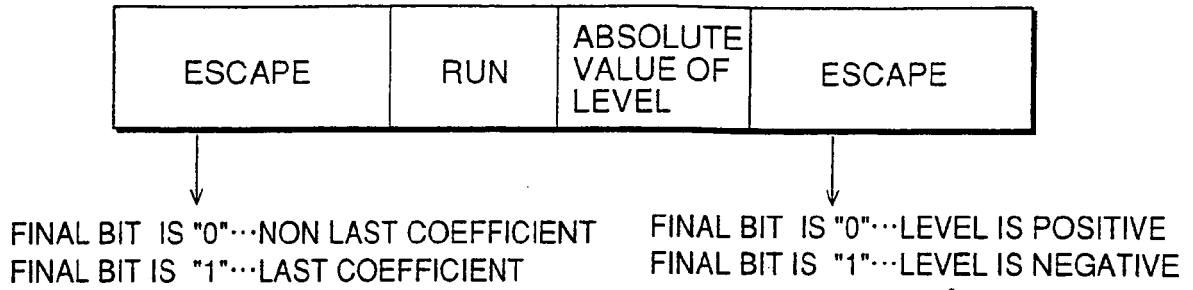 ESCAPE
RUN
ABSOLUTE
VALUE OF
LEVEL
ESCAPE
FINAL BIT IS "0"···NON LAST COEFFICIENT
FINAL BIT IS "1"···LAST COEFFICIENT
FINAL BIT IS "0"···LEVEL IS POSITIVE
FINAL BIT IS "1"···LEVEL IS NEGATIVE